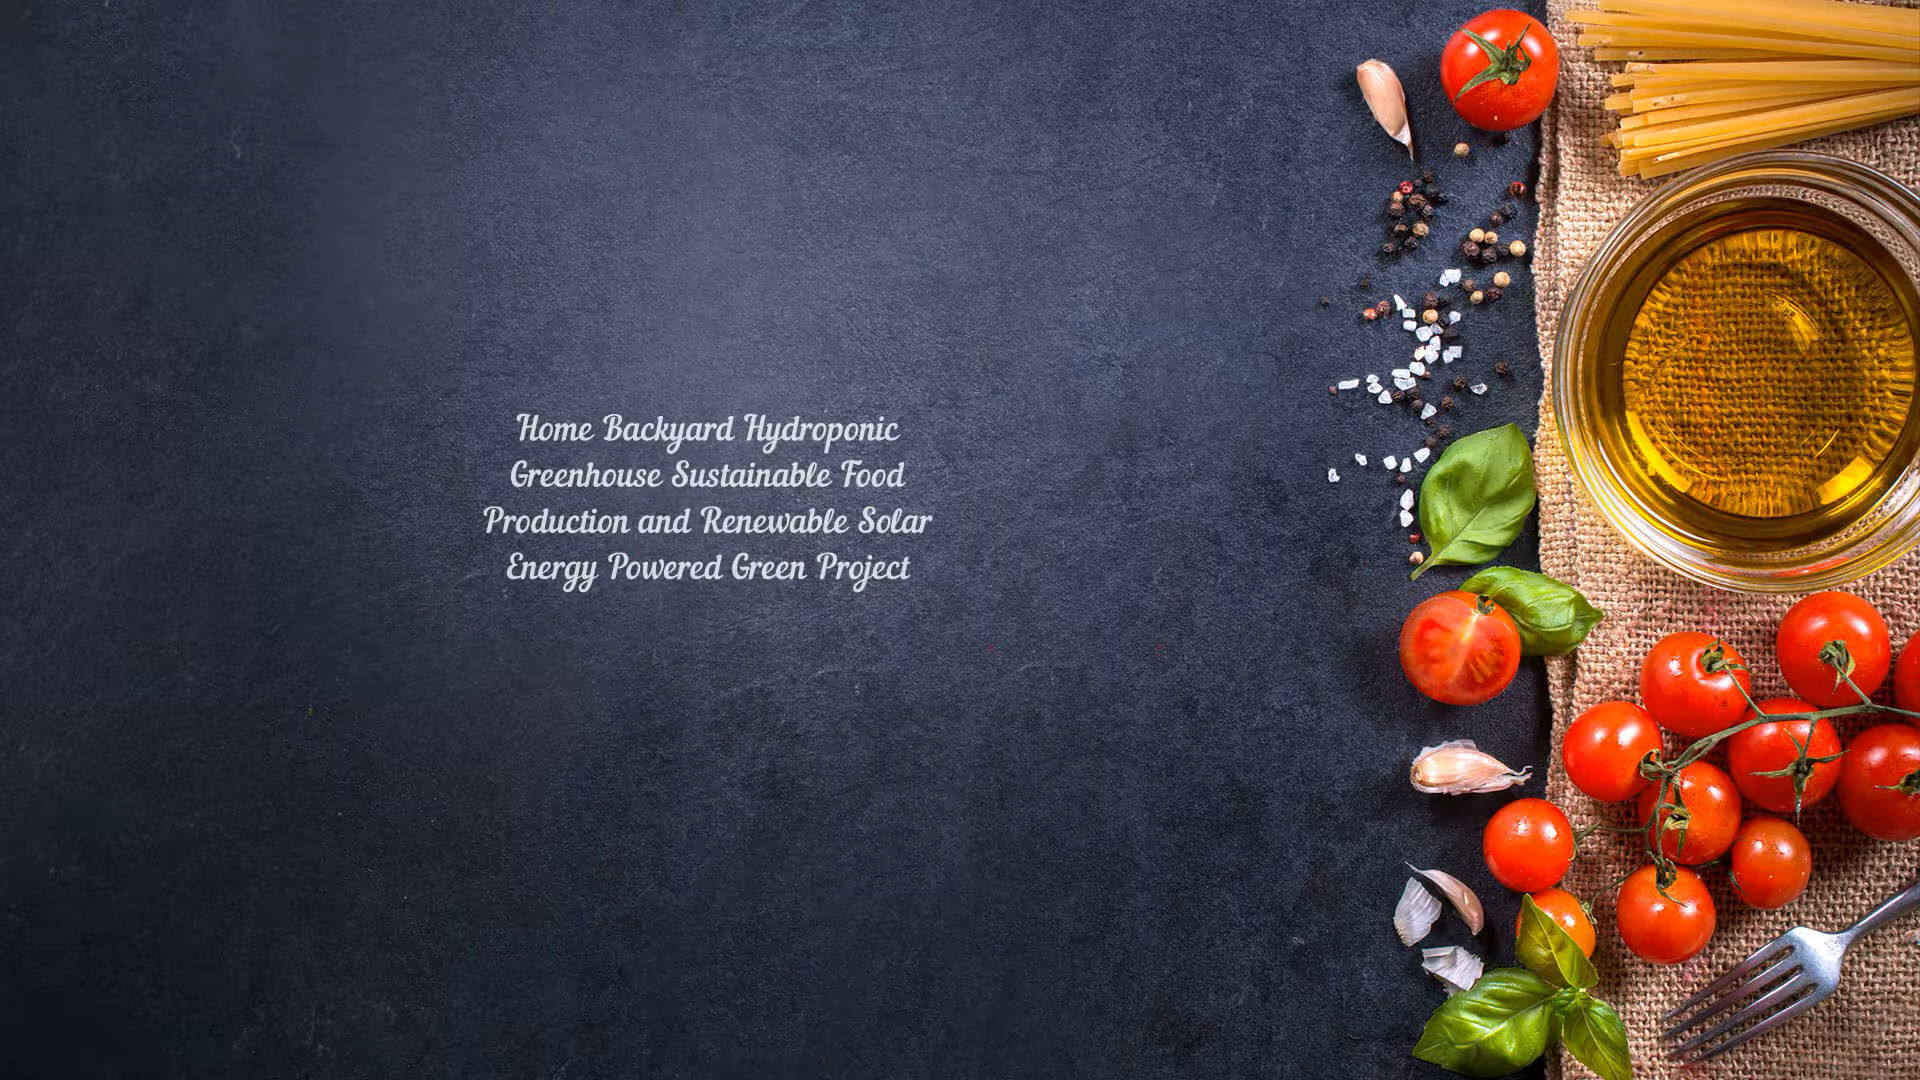 Home Backyard Hydroponic
Greenhouse Sustainable Food
Production and Renewable Solar
Energy Powered Green Project